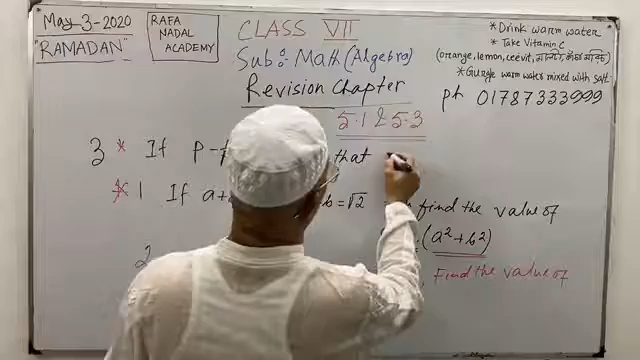 May-3-2020
"RAMADAN"
RAFA
NADAL
ACADEMY
CLASS VII
Sub: Math (Algebra)
Revision Chapter
5.1 & 5.3
* Drink warm water
* Take Vitamin C
(orange, lemon, ceevit,
* Gurgle warm water mixed with salt
ph 01787333999
3 * If p - that
* 1 If a+ b = √2 find the value of
(a² + b²)
2 Find the value of